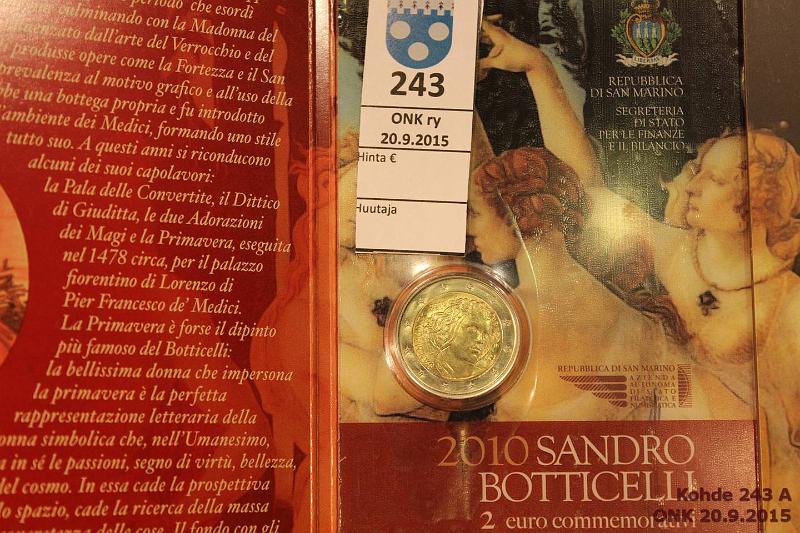 periodo che esordì
culminando con la Madonna del
dall'arte del Verrocchio e del
produsse opere come la Fortezza e il San
prevalenza al motivo grafico e all'uso della
una bottega propria e fu introdotto
ambiente dei Medici, formando uno stile
tutto suo. A questi anni si riconducono
alcuni dei suoi capolavori:
la Pala delle Convertite, il Dittico
di Giuditta, le due Adorazioni
dei Magi e la Primavera, eseguita
nel 1478 circa, per il palazzo
fiorentino di Lorenzo di
Pier Francesco de' Medici.
La Primavera è forse il dipinto
più famoso del Botticelli:
la bellissima donna che impersona
la primavera è la perfetta
rappresentazione letteraria della
donna simbolica che, nell'Umanesimo,
in sé le passioni, segno di virtù, bellezza,
del cosmo. In essa cade la prospettiva
lo spazio, cade la ricerca della massa
delle cose. Il fondo con gli
243
ONK ry
20.9.2015
Hinta €
Huutaja
LIBERTAS
REPUBBLICA
DI SAN MARINO
SEGRETERIA
DI STATO
PER LE FINANZE
E IL BILANCIO
REPUBBLICA DI SAN MARINO
AZIENDA
AUTONOMA
DI STATO
FILATELICA E
NUMISMATICA
2010 SANDRO
BOTTICELLI
2 euro commemorativi
Kohde 243 A
ONK 20.9.2015